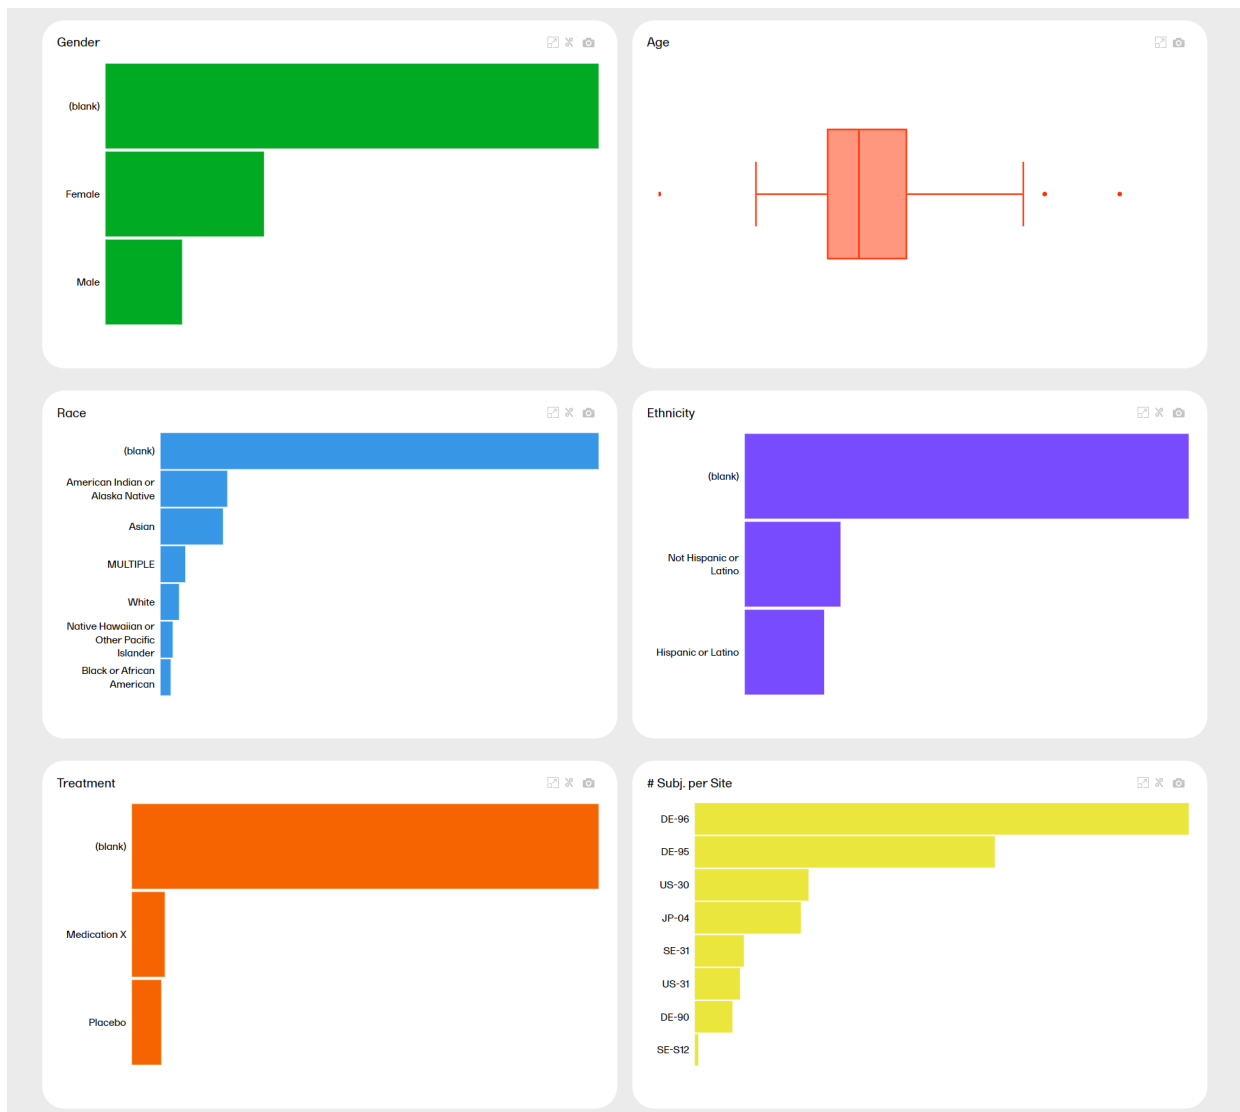 Gender
(blank)
Female
Male
Age
Race
(blank)
American Indian or
Alaska Native
Asian
MULTIPLE
White
Native Hawaiian or
Other Pacific
Islander
Black or African
American
Ethnicity
(blank)
Not Hispanic or
Latino
Hispanic or Latino
Treatment
(blank)
Medication X
Placebo
# Subj. per Site
DE-96
DE-95
US-30
JP-04
SE-31
US-31
DE-90
SE-S12